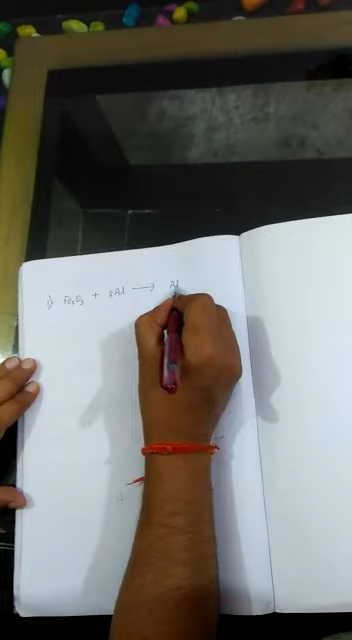 1) Fe₂O₃ + 2Al ⟶ Al